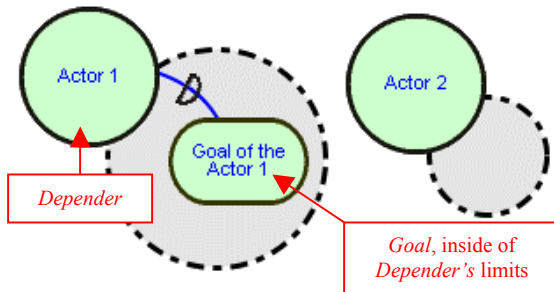 Actor 1
Actor 2
Goal of the
Actor 1
Depender
Goal, inside of
Depender's limits